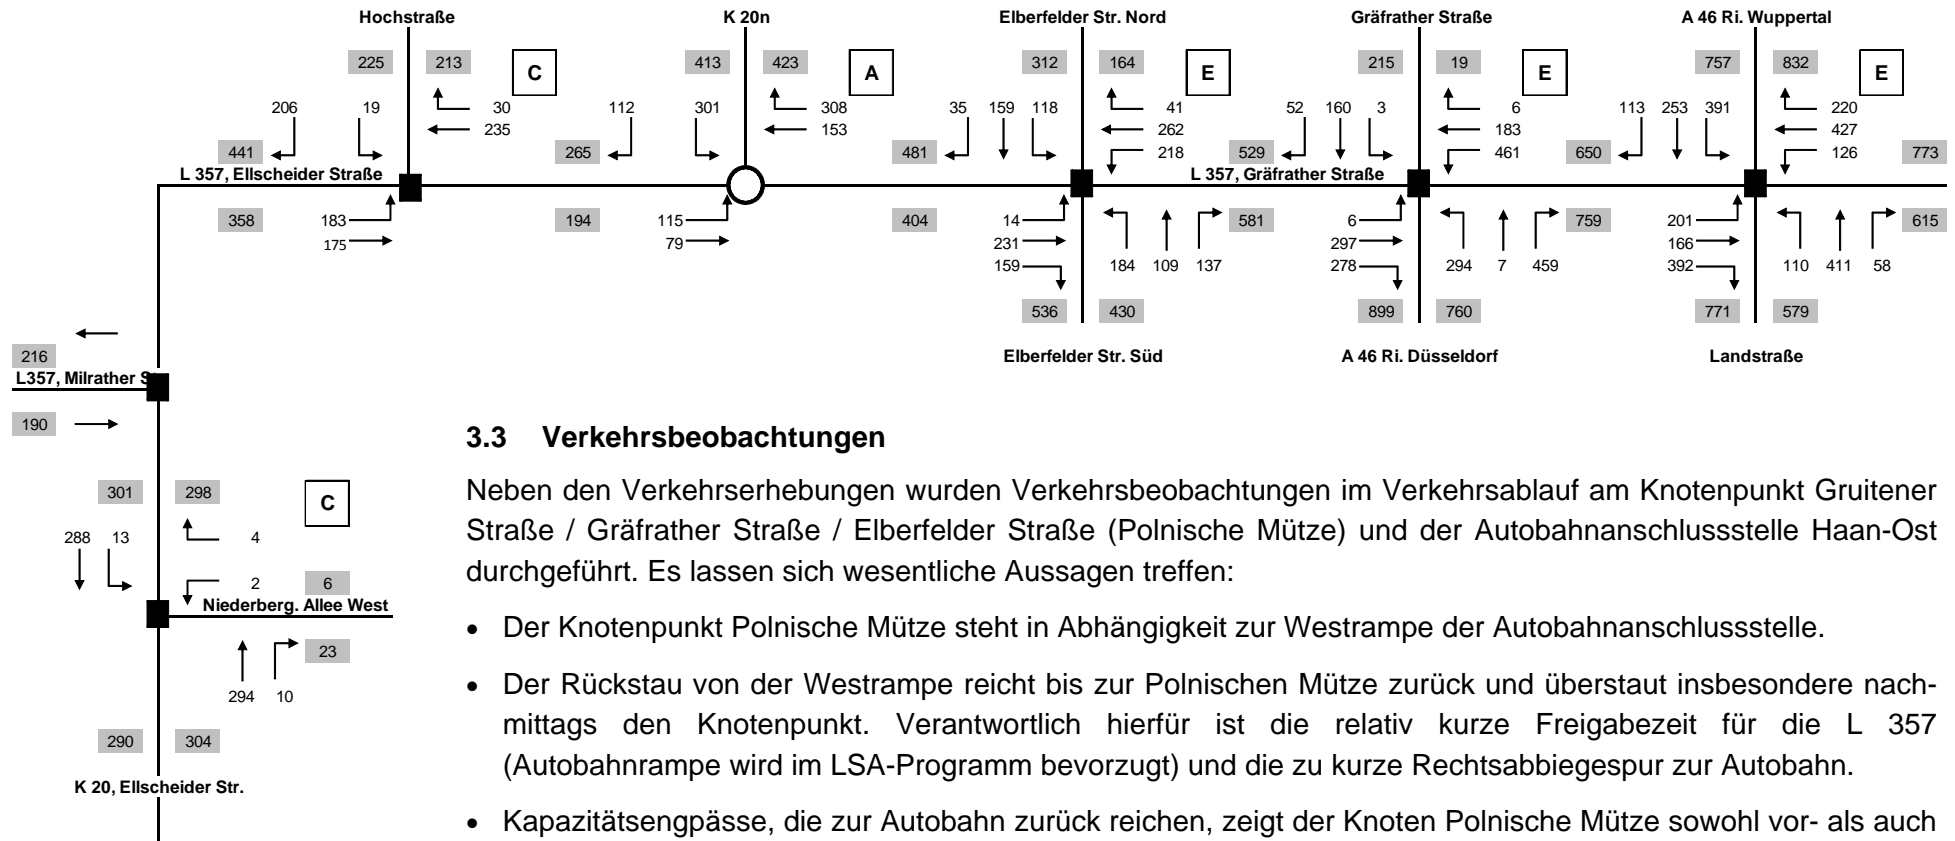 Hochstraße K 20n Elberfelder Str. Nord Gräfrather Straße A 46 Ri. Wuppertal
225 213 C 413 423 A 312 164 E 215 19 E 757 832 E
206 19 30 112 301 308 35 159 118 41 52 160 3 6 113 253 391 220
235 153 262 183 427
441 265 481 218 529 461 650 126 773
L 357, Ellscheider Straße L 357, Gräfrather Straße
358 183 194 115 404 14 581 6 759 201 615
175 79 231 297 166
159 184 109 137 278 294 7 459 392 110 411 58
536 430 899 760 771 579
Elberfelder Str. Süd A 46 Ri. Düsseldorf Landstraße
216
L357, Milrather S
190
301 298 C
288 13 4
2 6
Niederberg. Allee West
23
294 10
290 304
K 20, Ellscheider Str.
3.3 Verkehrsbeobachtungen
Neben den Verkehrserhebungen wurden Verkehrsbeobachtungen im Verkehrsablauf am Knotenpunkt Gruitener
Straße / Gräfrather Straße / Elberfelder Straße (Polnische Mütze) und der Autobahnanschlussstelle Haan-Ost
durchgeführt. Es lassen sich wesentliche Aussagen treffen:
• Der Knotenpunkt Polnische Mütze steht in Abhängigkeit zur Westrampe der Autobahnanschlussstelle.
• Der Rückstau von der Westrampe reicht bis zur Polnischen Mütze zurück und überstaut insbesondere nach-
mittags den Knotenpunkt. Verantwortlich hierfür ist die relativ kurze Freigabezeit für die L 357
(Autobahnrampe wird im LSA-Programm bevorzugt) und die zu kurze Rechtsabbiegespur zur Autobahn.
• Kapazitätsengpässe, die zur Autobahn zurück reichen, zeigt der Knoten Polnische Mütze sowohl vor- als auch